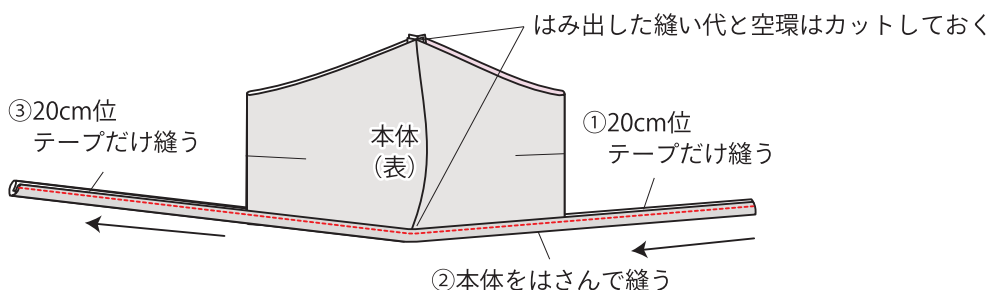 はみ出した縫い代と空環はカットしておく
③20cm位
テープだけ縫う
本体
（表）
①20cm位
テープだけ縫う
②本体をはさんで縫う